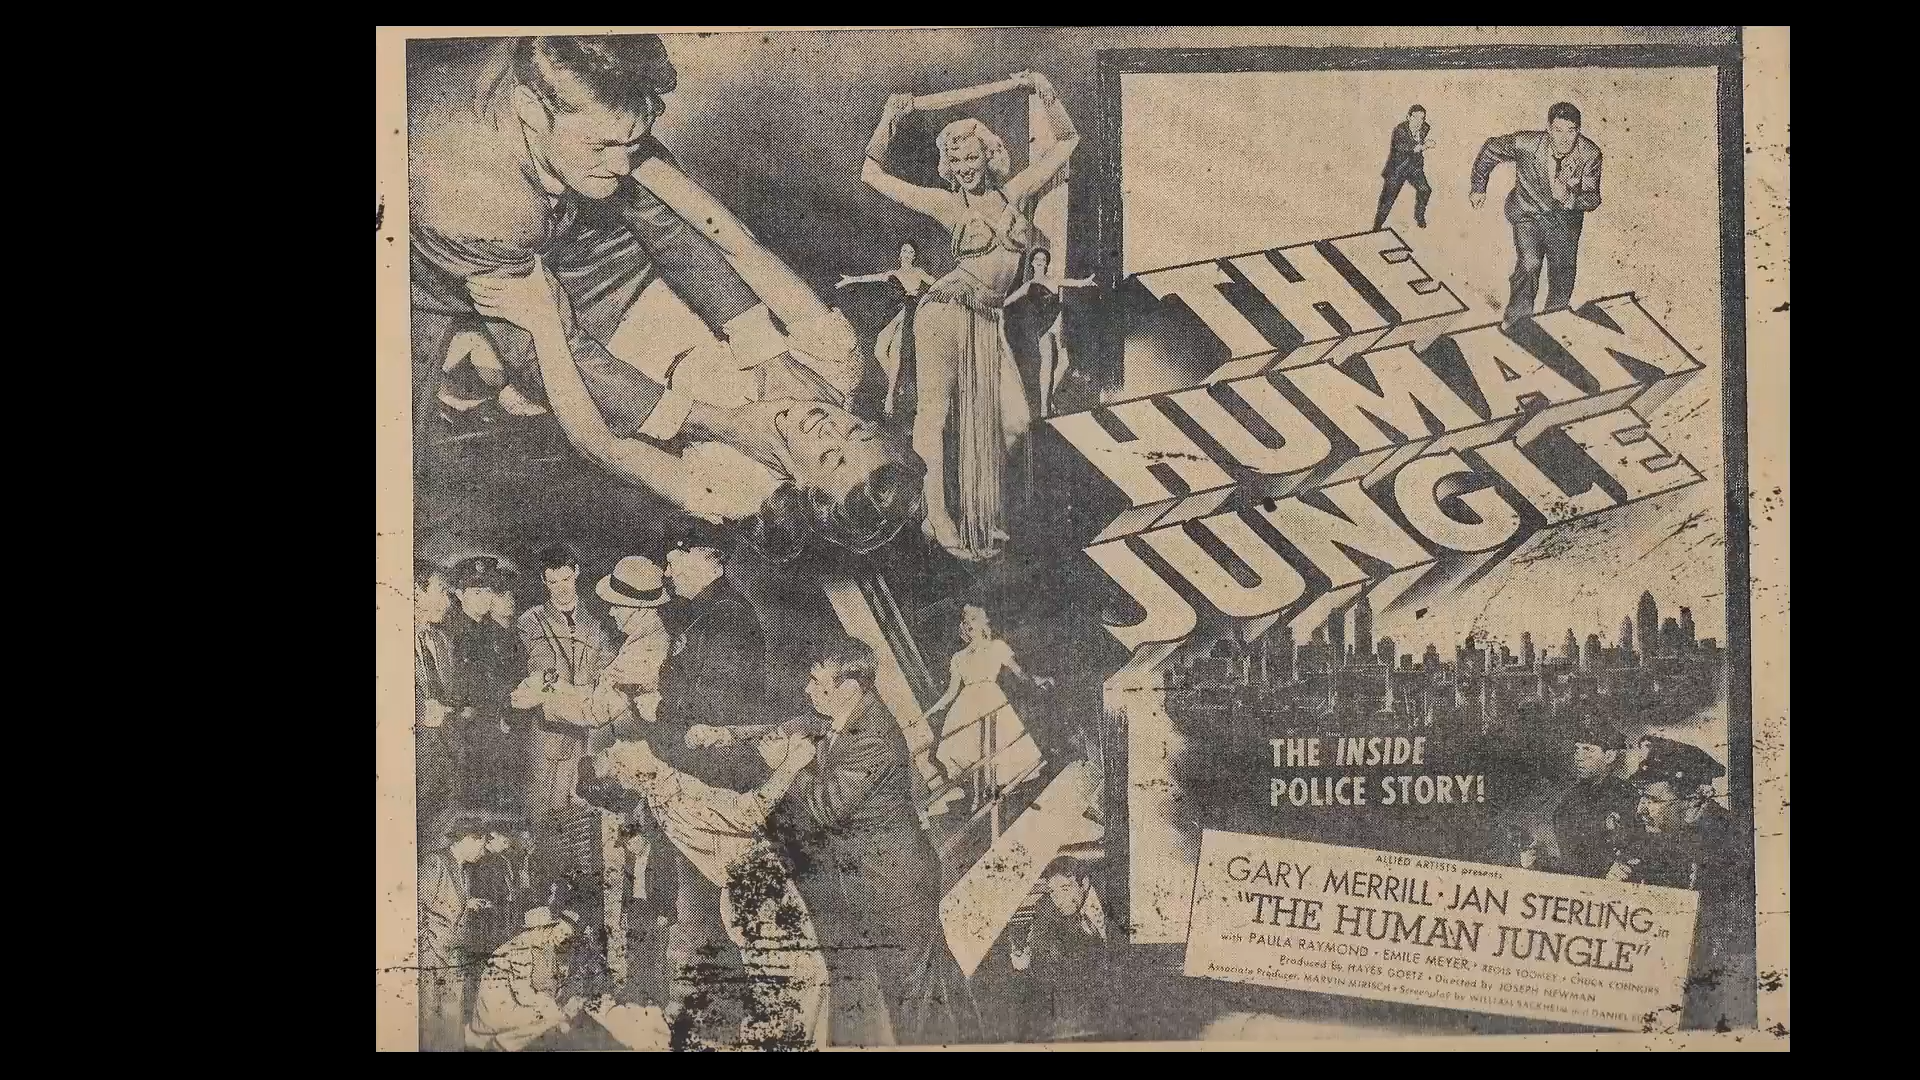 THE
HUMAN
JUNGLE
THE INSIDE
POLICE STORY!
ALLIED ARTISTS presents
GARY MERRILL · JAN STERLING in
"THE HUMAN JUNGLE"
with PAULA RAYMOND · EMILE MEYER · REGIS TOOMEY · CHUCK CONNORS
Produced by HAYES GOETZ · Directed by JOSEPH NEWMAN
Associate Producer, MARVIN MIRISCH · Screenplay by WILLIAM SACKHEIM and DANIEL